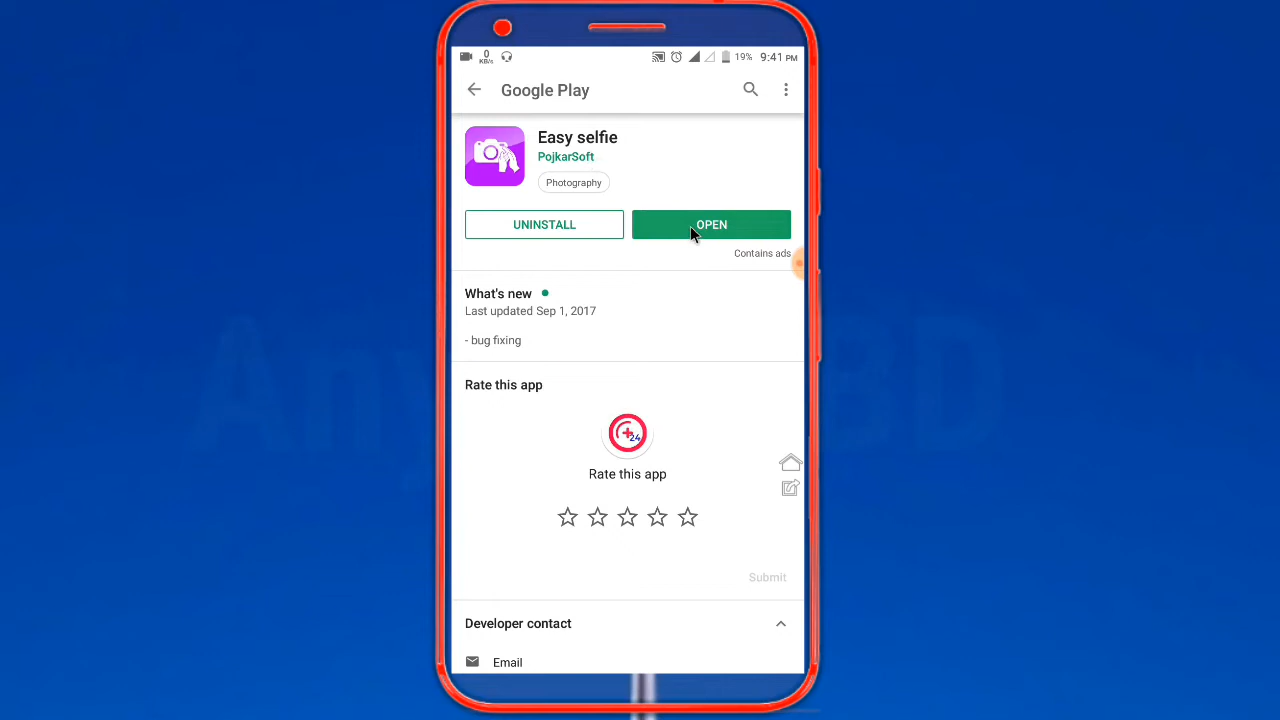 0
KB/s
19% 9:41 PM
Google Play
Easy selfie
PojkarSoft
Photography
UNINSTALL
OPEN
Contains ads
What's new
Last updated Sep 1, 2017
- bug fixing
Rate this app
24
Rate this app
Submit
Developer contact
Email